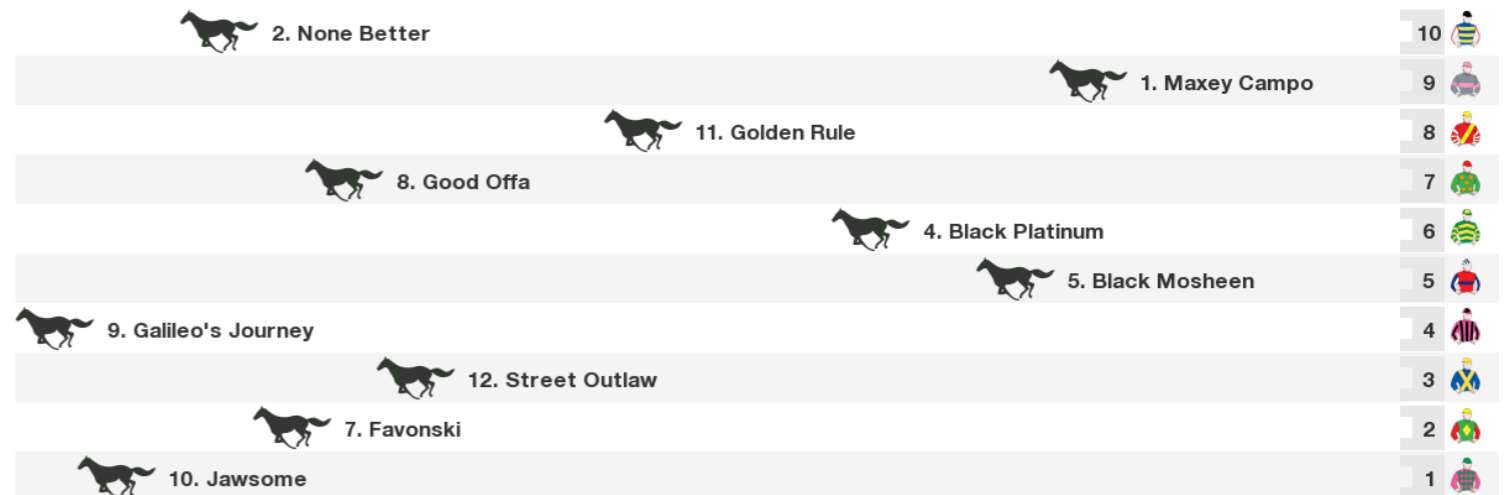 2. None Better 10
1. Maxey Campo 9
11. Golden Rule 8
8. Good Offa 7
4. Black Platinum 6
5. Black Mosheen 5
9. Galileo's Journey 4
12. Street Outlaw 3
7. Favonski 2
10. Jawsome 1